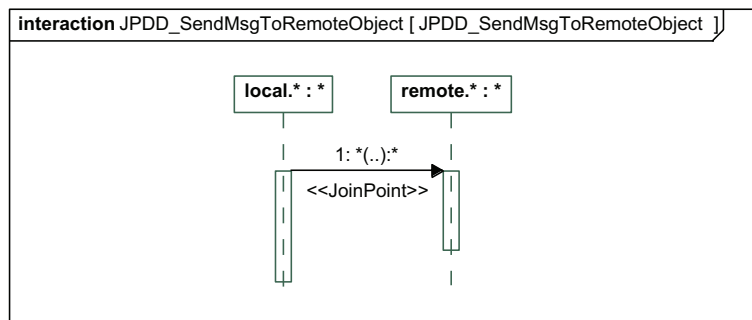 interaction JPDD_SendMsgToRemoteObject [ JPDD_SendMsgToRemoteObject ]
local.* : *
remote.* : *
1: *(..):*
<<JoinPoint>>